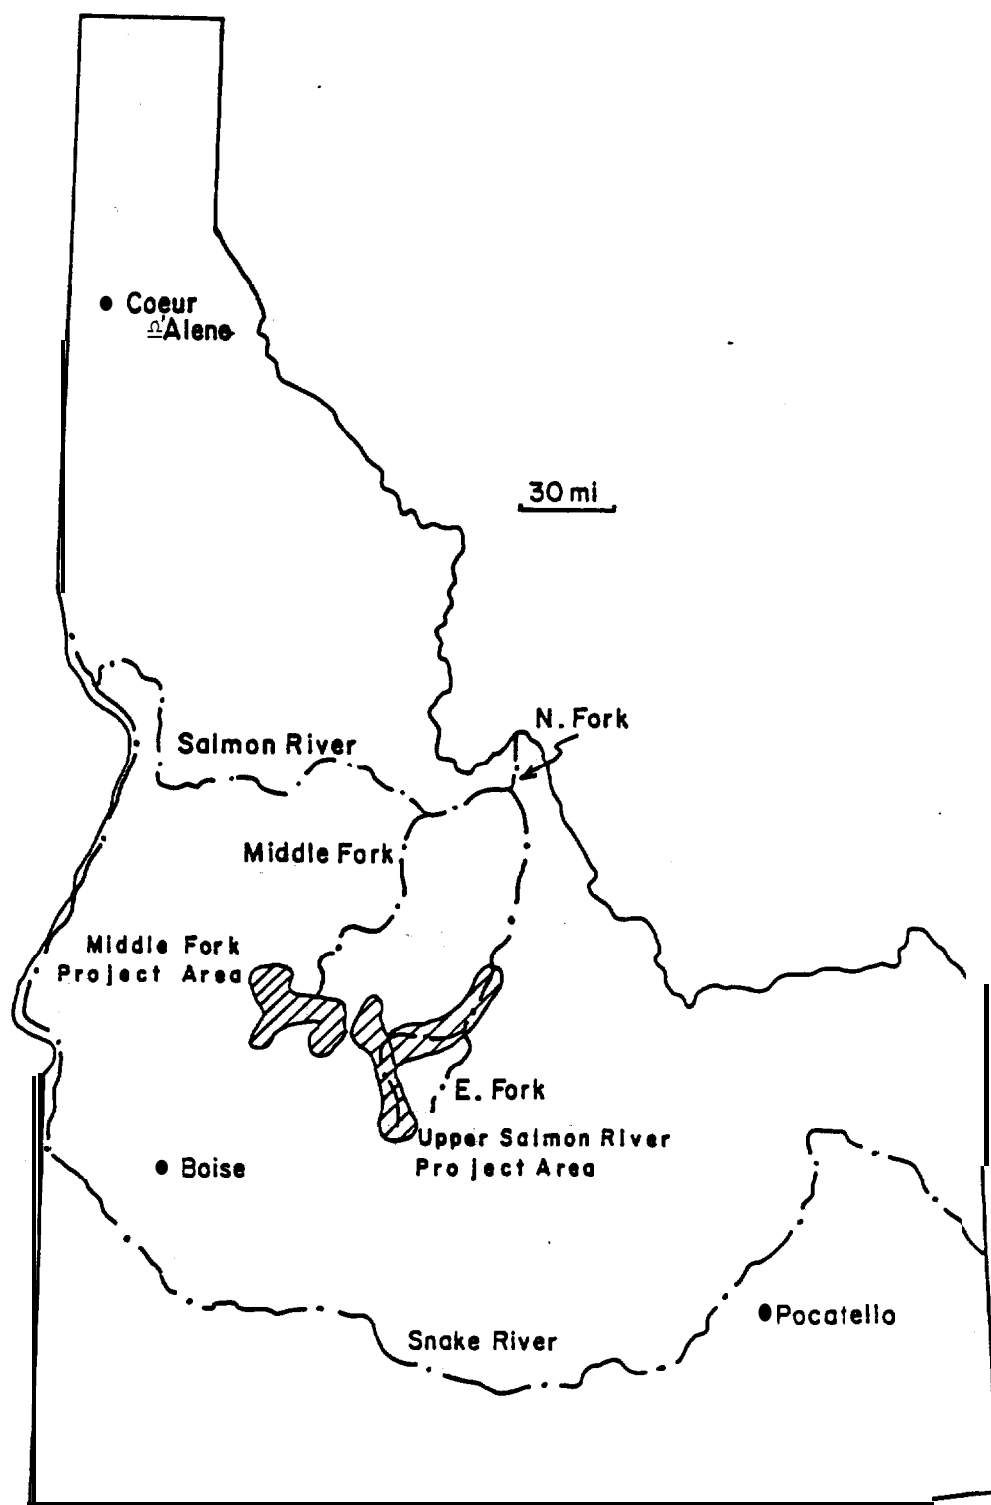 Coeur
D'Alene
30 mi
N. Fork
Salmon River
Middle Fork
Middle Fork
Project Area
E. Fork
Upper Salmon River
Project Area
Boise
Pocatello
Snake River